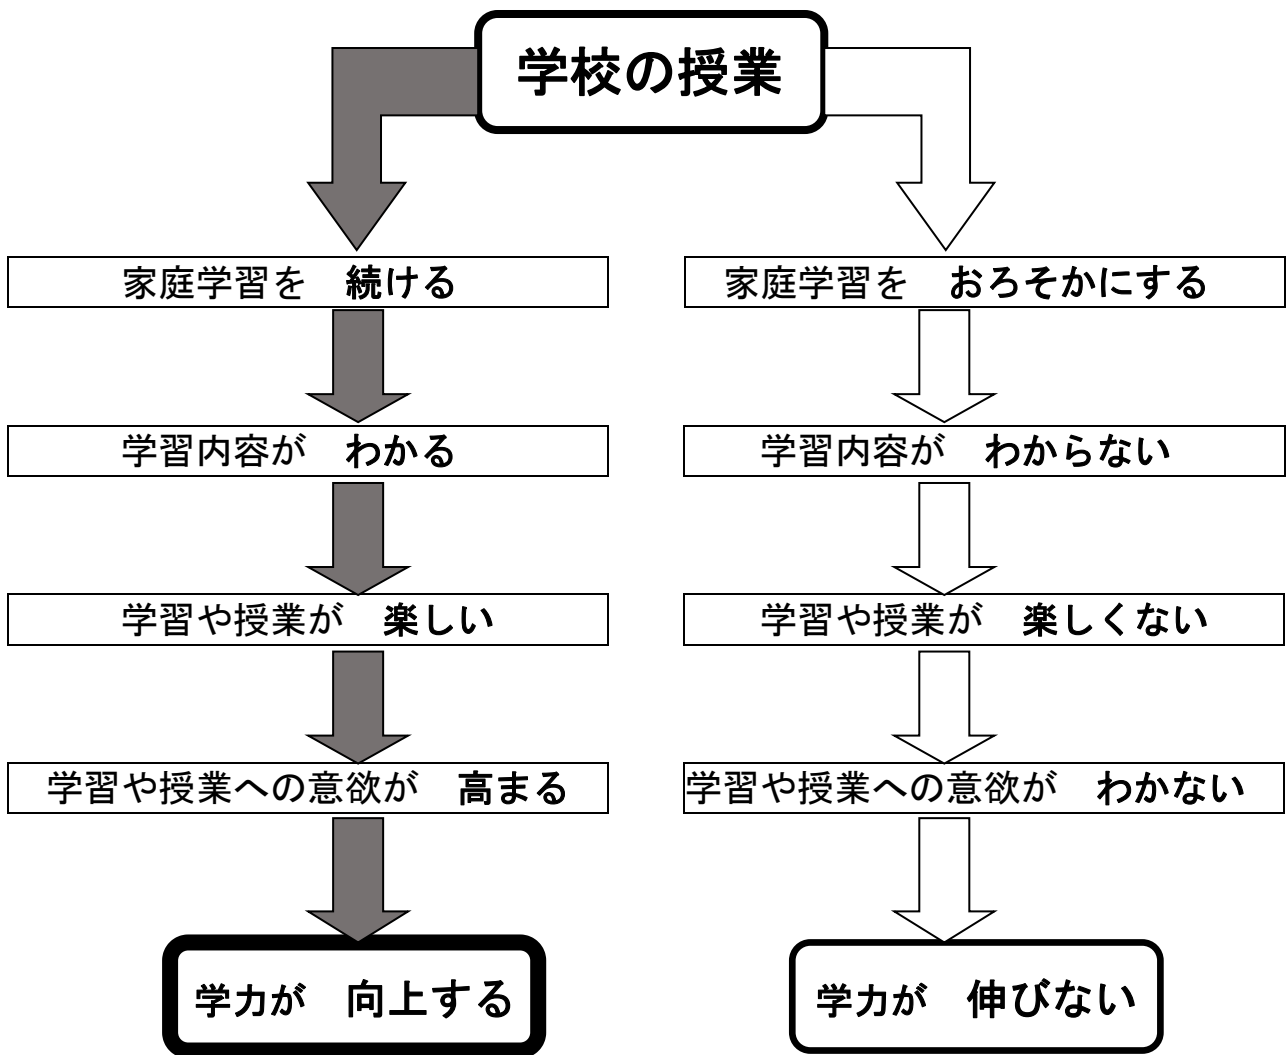 学校の授業
家庭学習を　続ける
家庭学習を　おろそかにする
学習内容が　わかる
学習内容が　わからない
学習や授業が　楽しい
学習や授業が　楽しくない
学習や授業への意欲が　高まる
学習や授業への意欲が　わかない
学力が　向上する
学力が　伸びない